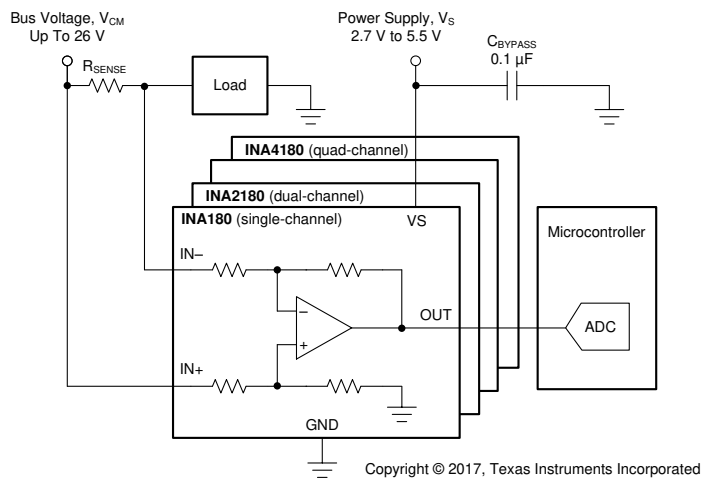 Bus Voltage, V_CM
Up To 26 V
R_SENSE
Load
Power Supply, V_S
2.7 V to 5.5 V
C_BYPASS
0.1 µF
INA4180 (quad-channel)
INA2180 (dual-channel)
INA180 (single-channel)
VS
Microcontroller
IN–
–
OUT
ADC
+
IN+
GND
Copyright © 2017, Texas Instruments Incorporated